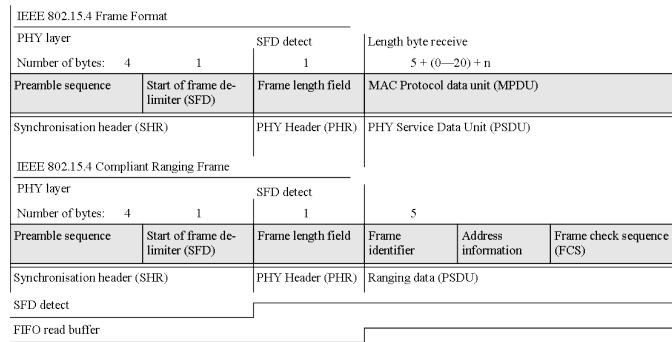 IEEE 802.15.4 Frame Format
PHY layer
SFD detect
Length byte receive
Number of bytes: 4 1 1 5 + (0—20) + n
Preamble sequence
Start of frame de-
limiter (SFD)
Frame length field
MAC Protocol data unit (MPDU)
Synchronisation header (SHR)
PHY Header (PHR)
PHY Service Data Unit (PSDU)
IEEE 802.15.4 Compliant Ranging Frame
PHY layer
SFD detect
Number of bytes: 4 1 1 5
Preamble sequence
Start of frame de-
limiter (SFD)
Frame length field
Frame
identifier
Address
information
Frame check sequence
(FCS)
Synchronisation header (SHR)
PHY Header (PHR)
Ranging data (PSDU)
SFD detect
FIFO read buffer